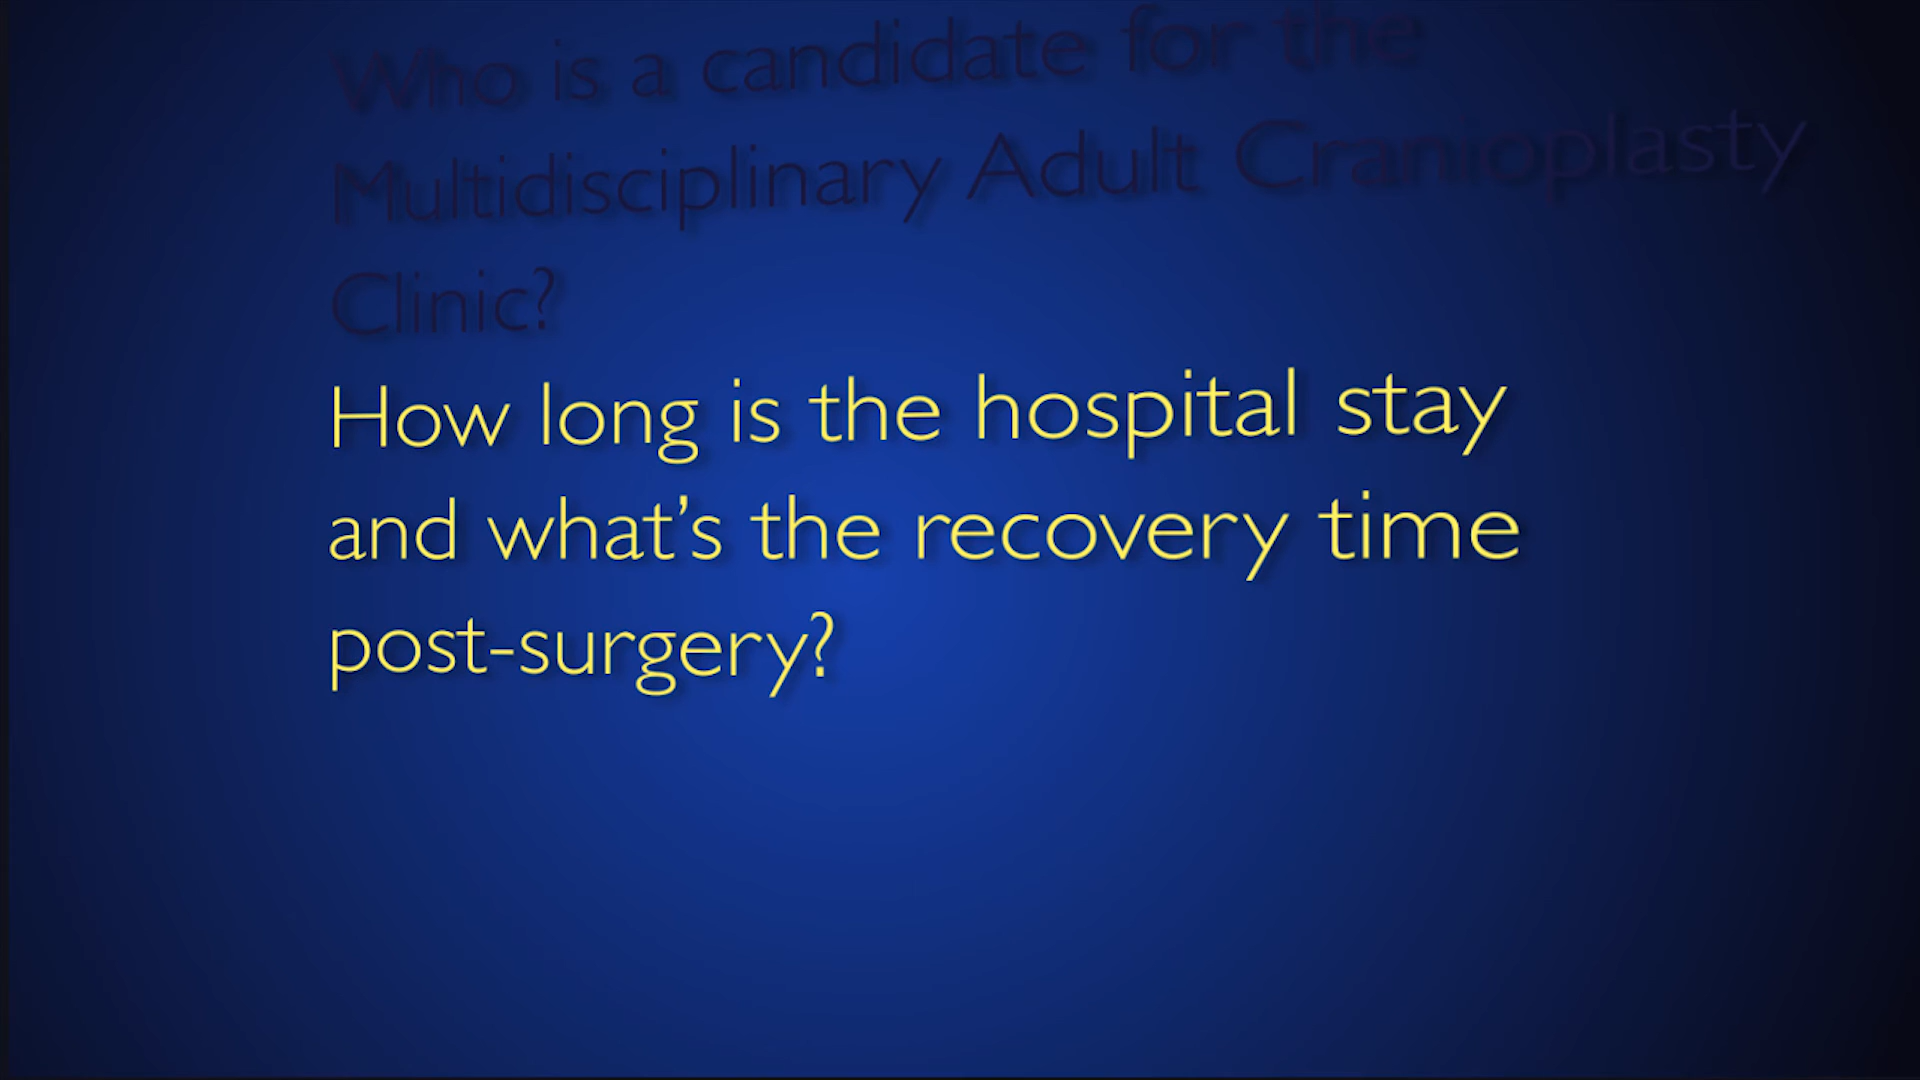 Who is a candidate for the
Multidisciplinary Adult Cranioplasty
Clinic?
How long is the hospital stay
and what’s the recovery time
post-surgery?